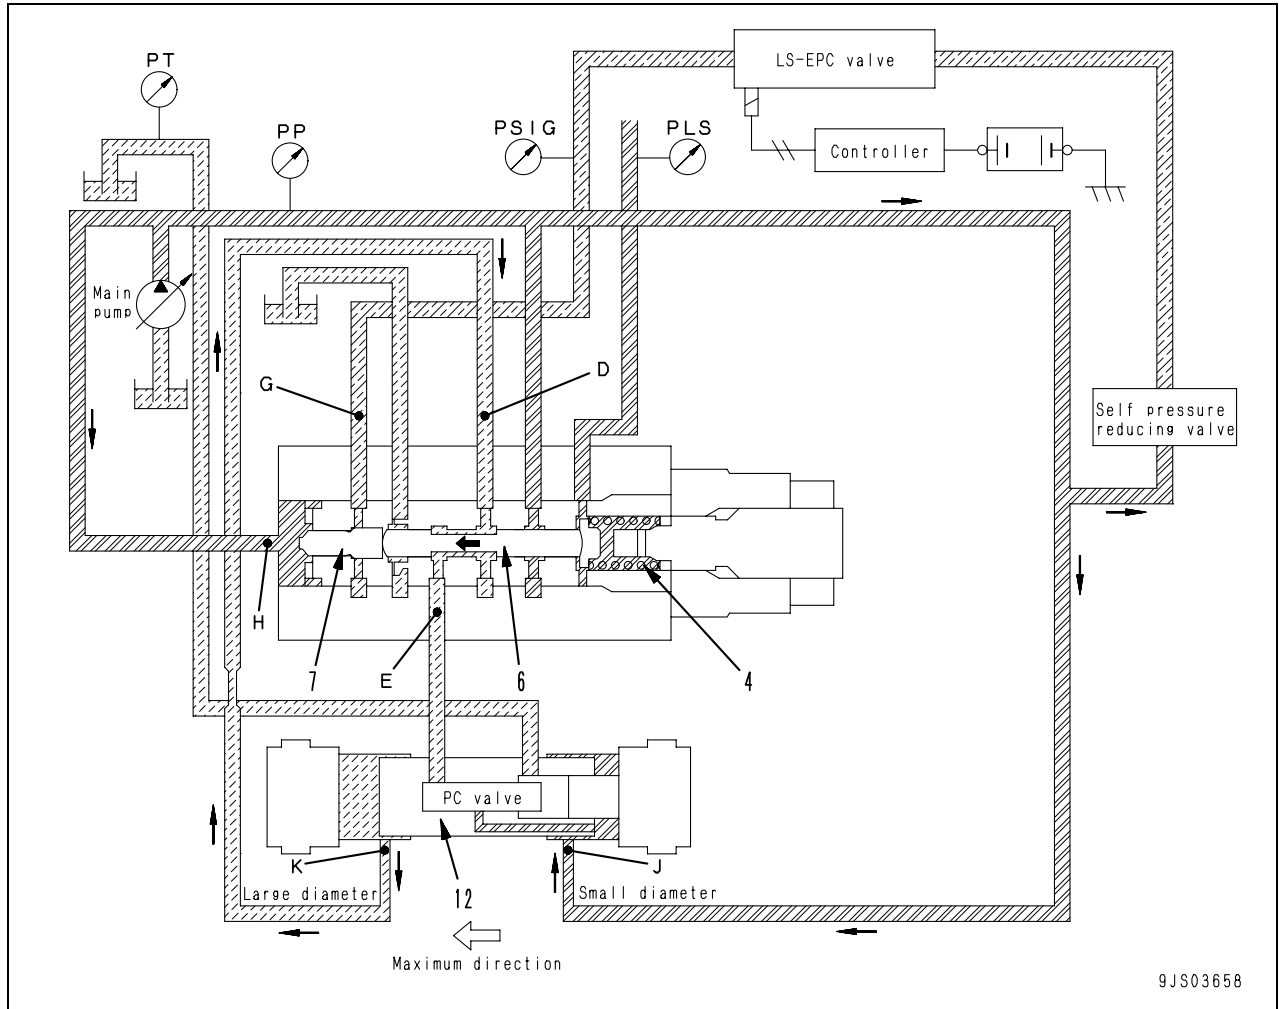 PT
LS-EPC valve
PP
PSIG
PLS
Controller
Main
pump
G
D
Self pressure
reducing valve
H
7
E
6
4
PC valve
K
J
Large diameter
12
Small diameter
Maximum direction
9JS03658